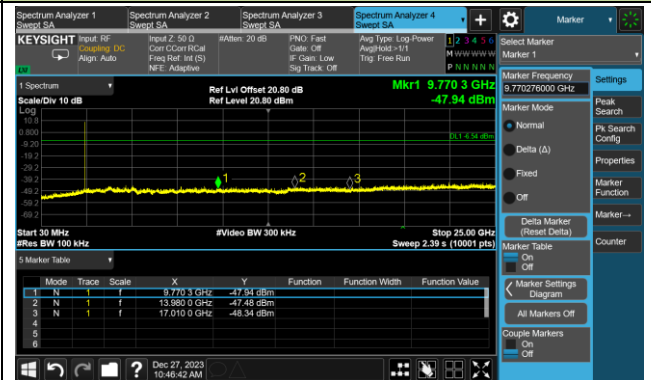 Spectrum Analyzer 1 Spectrum Analyzer 2 Spectrum Analyzer 3 Spectrum Analyzer 4 + Marker
Swept SA Swept SA Swept SA Swept SA
KEYSIGHT Input: RF Input Z: 50 Ω #Atten: 20 dB PNO: Fast Avg Type: Log-Power 1 2 3 4 5 6 Select Marker
Coupling: DC Corr CCorr RCal Gate: Off Avg|Hold:>1/1 M W W W W W Marker 1
Align: Auto Freq Ref: Int (S) IF Gain: Low Trig: Free Run
NFE: Adaptive Sig Track: Off P N N N N N
LXI
1 Spectrum Ref Lvl Offset 20.80 dB Mkr1 9.770 3 GHz
Scale/Div 10 dB Ref Level 20.80 dBm -47.94 dBm
Log
10.8
0.800
DL1 -6.54 dBm
-9.20
-19.2
-29.2
-39.2
-49.2
-59.2
-69.2
1 2 3
Start 30 MHz #Video BW 300 kHz Stop 25.00 GHz
#Res BW 100 kHz Sweep 2.39 s (10001 pts)
5 Marker Table
Mode Trace Scale X Y Function Function Width Function Value
1 N 1 f 9.770 3 GHz -47.94 dBm
2 N 1 f 13.980 0 GHz -47.48 dBm
3 N 1 f 17.010 0 GHz -48.34 dBm
4
5
6
? Dec 27, 2023
10:46:42 AM
Marker Frequency
9.770276000 GHz
Marker Mode
Normal
Delta (Δ)
Fixed
Off
Delta Marker
(Reset Delta)
Marker Table
On
Off
Marker Settings
Diagram
All Markers Off
Couple Markers
On
Off
Settings
Peak
Search
Pk Search
Config
Properties
Marker
Function
Marker→
Counter